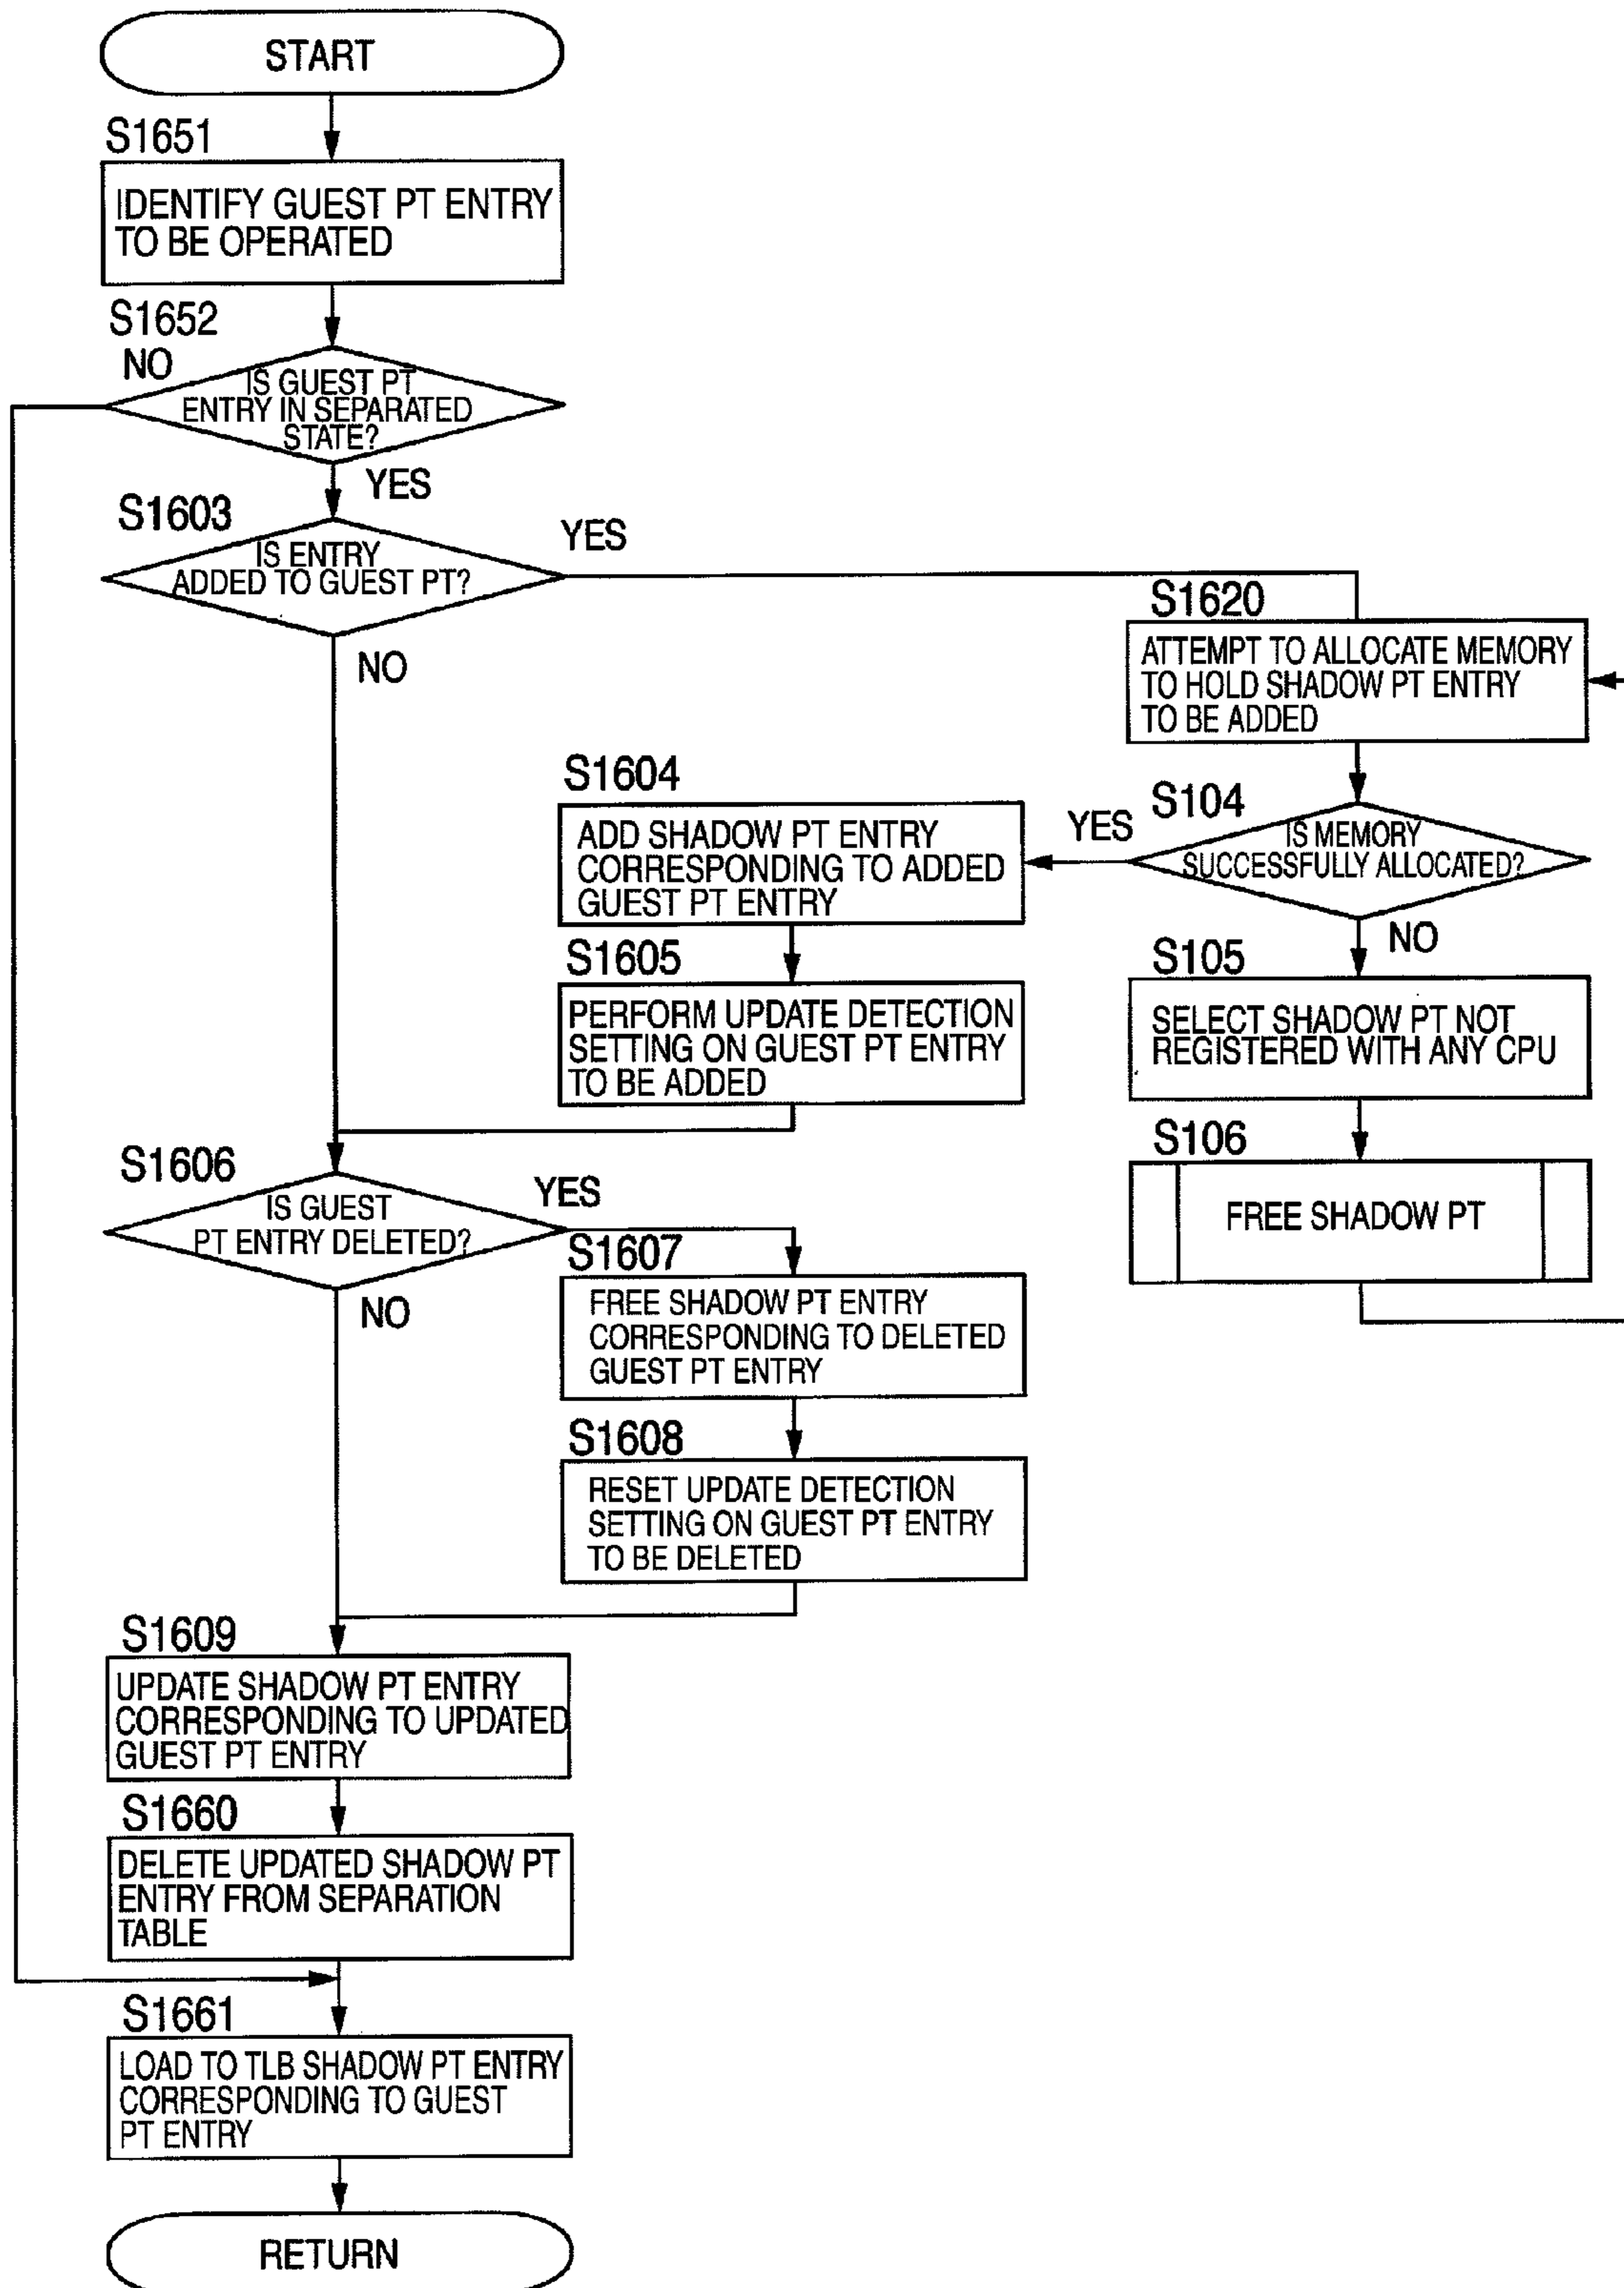 START
S1651
IDENTIFY GUEST PT ENTRY
TO BE OPERATED
S1652
NO
IS GUEST PT
ENTRY IN SEPARATED
STATE?
YES
S1603
IS ENTRY
ADDED TO GUEST PT?
YES
NO
S1620
ATTEMPT TO ALLOCATE MEMORY
TO HOLD SHADOW PT ENTRY
TO BE ADDED
S104
IS MEMORY
SUCCESSFULLY ALLOCATED?
YES
NO
S1604
ADD SHADOW PT ENTRY
CORRESPONDING TO ADDED
GUEST PT ENTRY
S1605
PERFORM UPDATE DETECTION
SETTING ON GUEST PT ENTRY
TO BE ADDED
S105
SELECT SHADOW PT NOT
REGISTERED WITH ANY CPU
S106
FREE SHADOW PT
S1606
IS GUEST
PT ENTRY DELETED?
YES
NO
S1607
FREE SHADOW PT ENTRY
CORRESPONDING TO DELETED
GUEST PT ENTRY
S1608
RESET UPDATE DETECTION
SETTING ON GUEST PT ENTRY
TO BE DELETED
S1609
UPDATE SHADOW PT ENTRY
CORRESPONDING TO UPDATED
GUEST PT ENTRY
S1660
DELETE UPDATED SHADOW PT
ENTRY FROM SEPARATION
TABLE
S1661
LOAD TO TLB SHADOW PT ENTRY
CORRESPONDING TO GUEST
PT ENTRY
RETURN